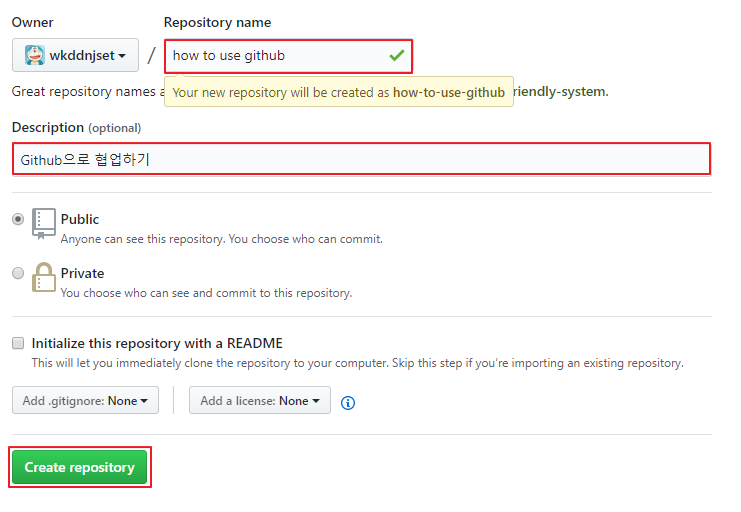 Owner Repository name
wkddnjset / how to use github
Your new repository will be created as how-to-use-github
Great repository names a riendly-system.
Description (optional)
Github으로 협업하기
Public
Anyone can see this repository. You choose who can commit.
Private
You choose who can see and commit to this repository.
Initialize this repository with a README
This will let you immediately clone the repository to your computer. Skip this step if you're importing an existing repository.
Add .gitignore: None Add a license: None
Create repository